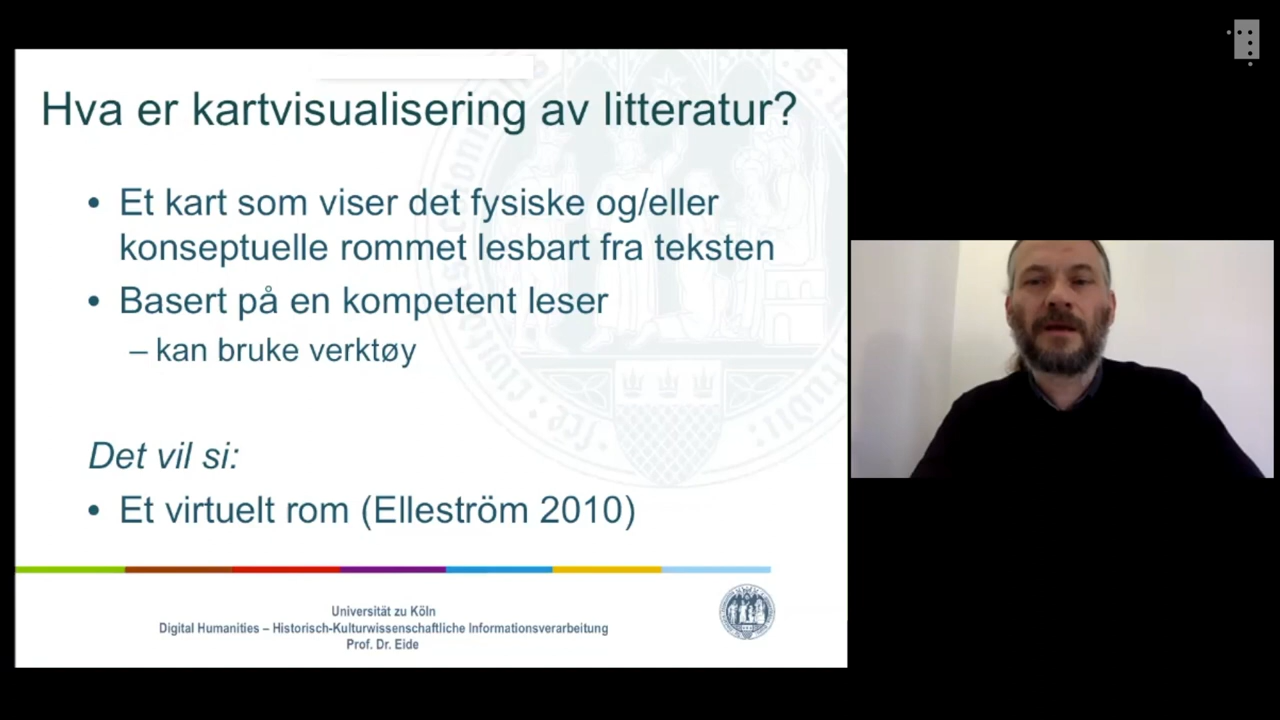 Hva er kartvisualisering av litteratur?
• Et kart som viser det fysiske og/eller
konseptuelle rommet lesbart fra teksten
• Basert på en kompetent leser
– kan bruke verktøy
Det vil si:
• Et virtuelt rom (Elleström 2010)
Universität zu Köln
Digital Humanities – Historisch-Kulturwissenschaftliche Informationsverarbeitung
Prof. Dr. Eide